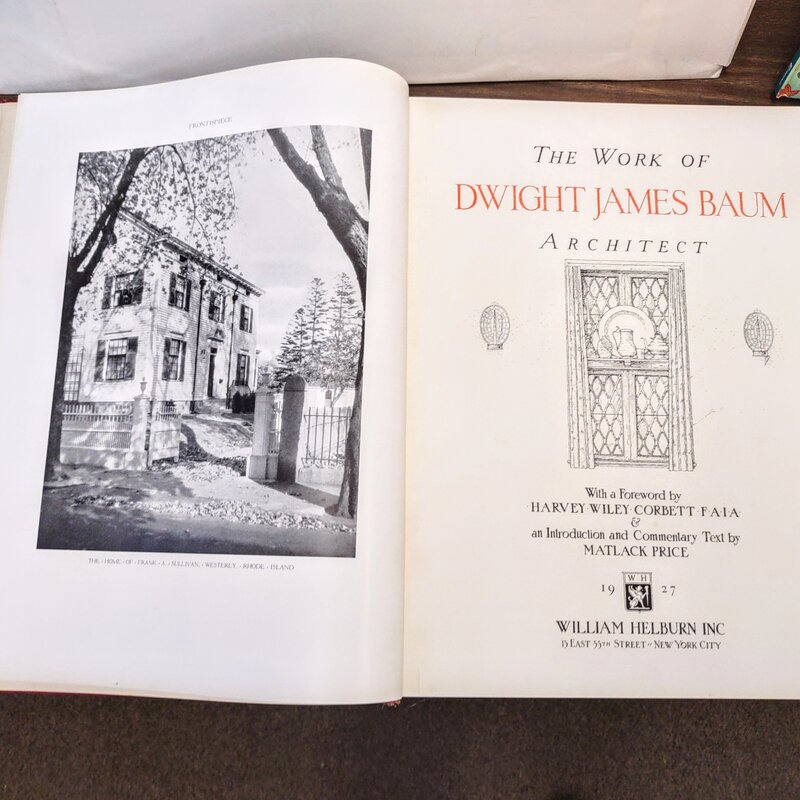 FRONTISPIECE
THE · HOME · OF · FRANK · A. · SULLIVAN, · WESTERLY, · RHODE · ISLAND
THE WORK OF
DWIGHT JAMES BAUM
ARCHITECT
With a Foreword by
·HARVEY·WILEY·CORBETT·F·A·I·A·
&
an Introduction and Commentary Text by
MATLACK PRICE
19 WH 27
WILLIAM HELBURN INC
15 EAST 55TH STREET ·· NEW YORK CITY